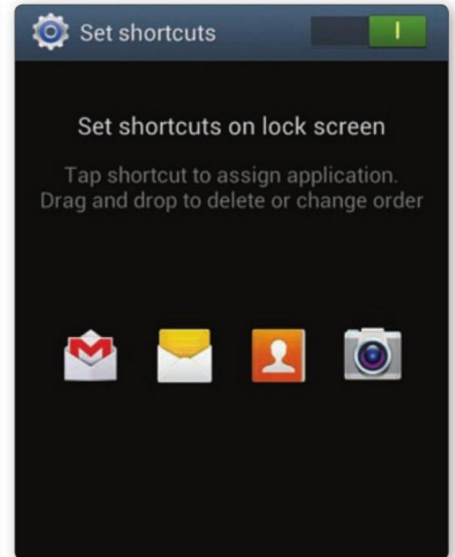 Set shortcuts
Set shortcuts on lock screen
Tap shortcut to assign application.
Drag and drop to delete or change order